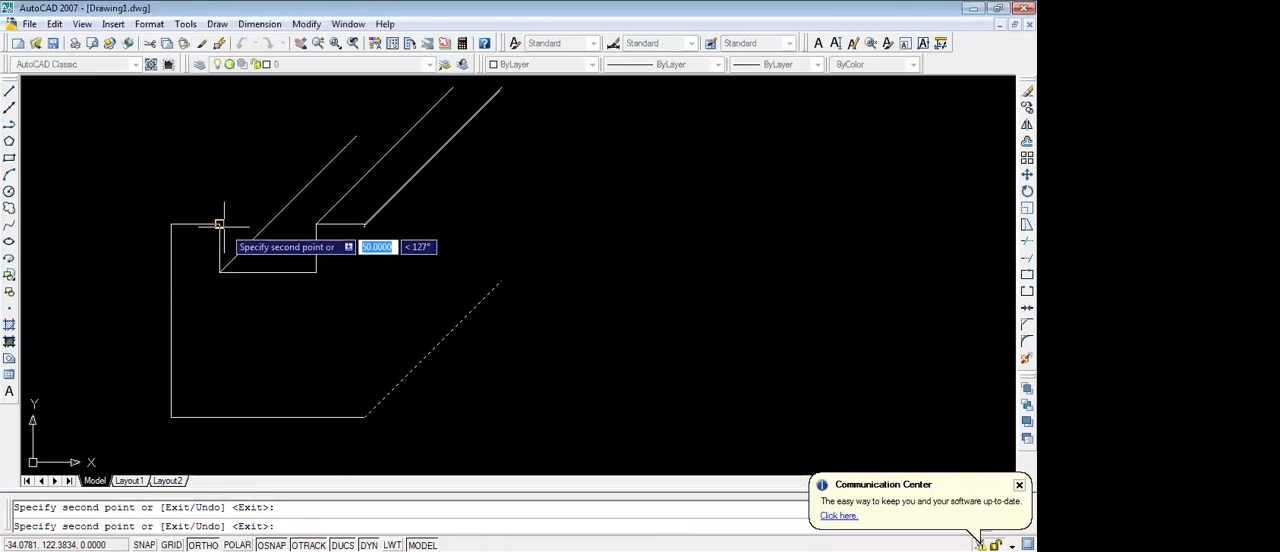 AutoCAD 2007 - [Drawing1.dwg]
File Edit View Insert Format Tools Draw Dimension Modify Window Help
Standard Standard Standard
AutoCAD Classic 0 ByLayer ByLayer ByLayer ByColor
Specify second point or 50.0000 < 127°
Y
X
Model Layout1 Layout2
Communication Center
The easy way to keep you and your software up-to-date.
Click here.
Specify second point or [Exit/Undo] <Exit>:
Specify second point or [Exit/Undo] <Exit>:
-34.0781, 122.3834, 0.0000 SNAP GRID ORTHO POLAR OSNAP OTRACK DUCS DYN LWT MODEL